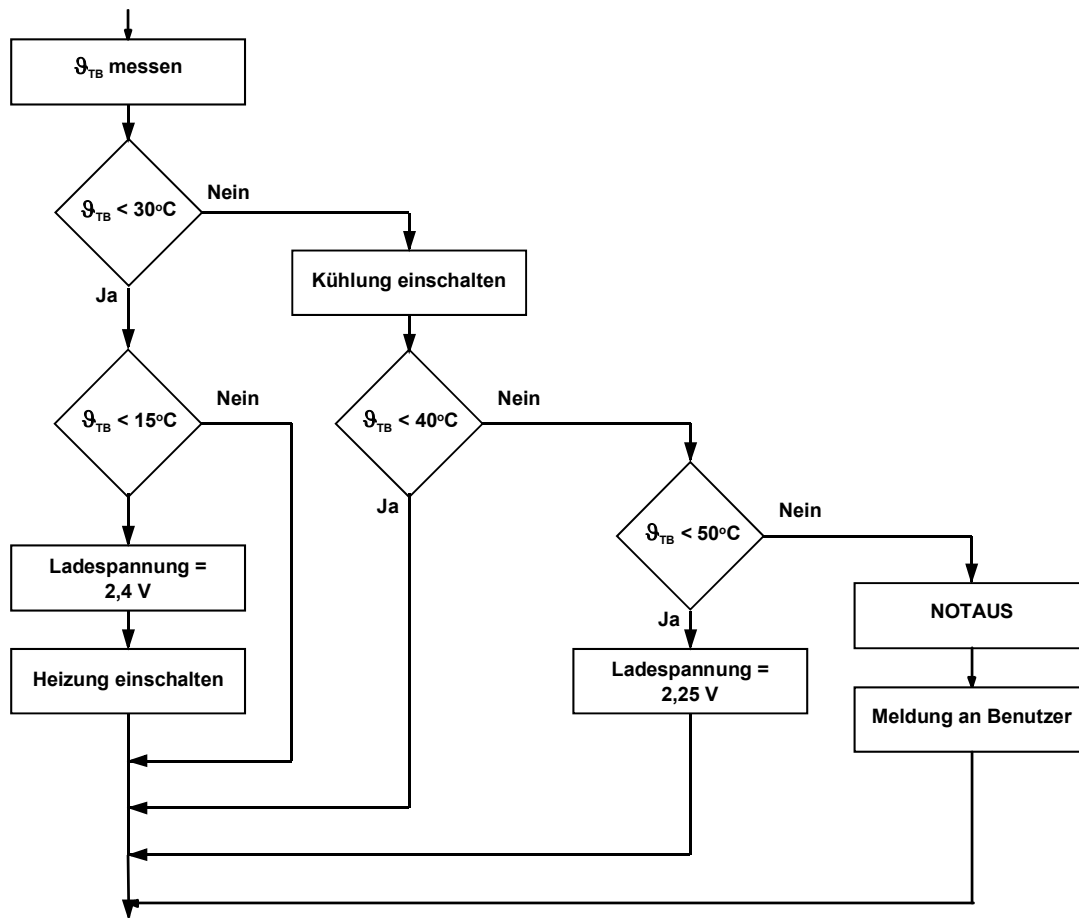 ϑTB messen
ϑTB < 30°C
Nein
Kühlung einschalten
Ja
ϑTB < 15°C
Nein
ϑTB < 40°C
Nein
Ja
ϑTB < 50°C
Nein
Ladespannung =
2,4 V
NOTAUS
Ja
Heizung einschalten
Ladespannung =
2,25 V
Meldung an Benutzer